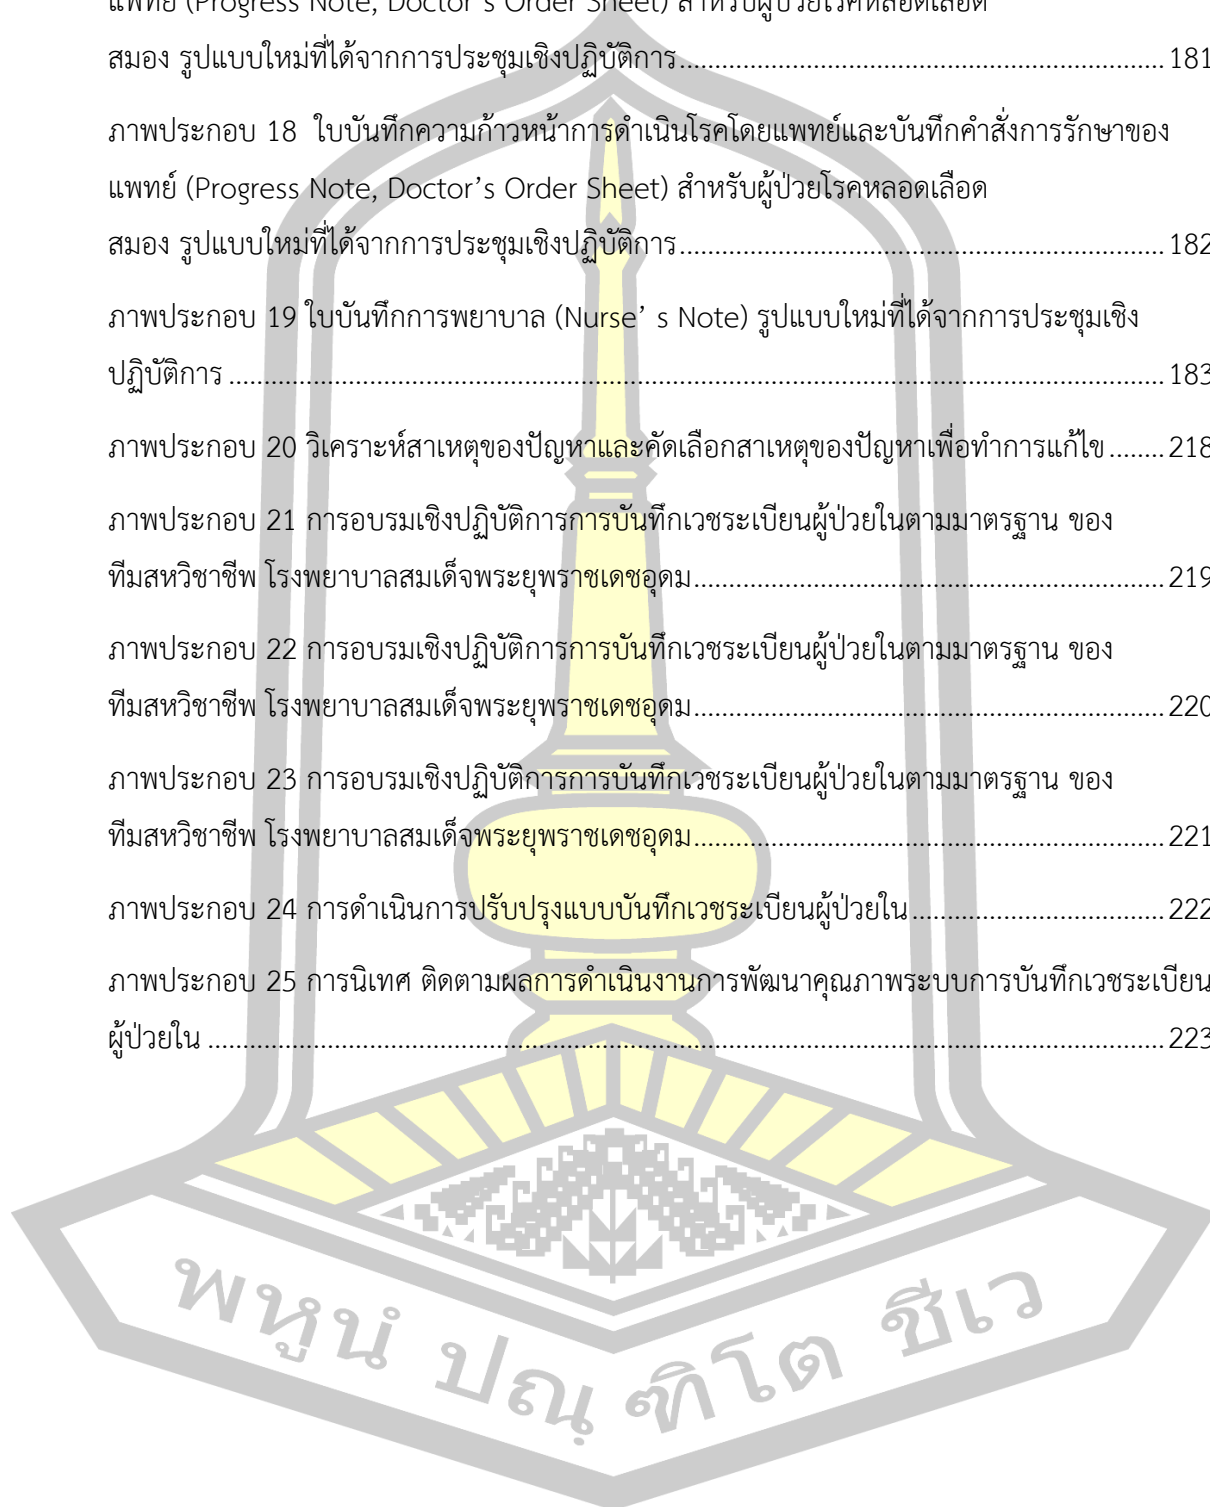 แพทย์ (Progress Note, Doctor’s Order Sheet) สำหรับผู้ป่วยโรคหลอดเลือด
สมอง รูปแบบใหม่ที่ได้จากการประชุมเชิงปฏิบัติการ.................................................................................... 181
ภาพประกอบ 18 ใบบันทึกความก้าวหน้าการดำเนินโรคโดยแพทย์และบันทึกคำสั่งการรักษาของ
แพทย์ (Progress Note, Doctor’s Order Sheet) สำหรับผู้ป่วยโรคหลอดเลือด
สมอง รูปแบบใหม่ที่ได้จากการประชุมเชิงปฏิบัติการ.................................................................................... 182
ภาพประกอบ 19 ใบบันทึกการพยาบาล (Nurse’ s Note) รูปแบบใหม่ที่ได้จากการประชุมเชิง
ปฏิบัติการ .................................................................................................................................... 183
ภาพประกอบ 20 วิเคราะห์สาเหตุของปัญหาและคัดเลือกสาเหตุของปัญหาเพื่อทำการแก้ไข ........ 218
ภาพประกอบ 21 การอบรมเชิงปฏิบัติการการบันทึกเวชระเบียนผู้ป่วยในตามมาตรฐาน ของ
ทีมสหวิชาชีพ โรงพยาบาลสมเด็จพระยุพราชเดชอุดม.................................................................................. 219
ภาพประกอบ 22 การอบรมเชิงปฏิบัติการการบันทึกเวชระเบียนผู้ป่วยในตามมาตรฐาน ของ
ทีมสหวิชาชีพ โรงพยาบาลสมเด็จพระยุพราชเดชอุดม.................................................................................. 220
ภาพประกอบ 23 การอบรมเชิงปฏิบัติการการบันทึกเวชระเบียนผู้ป่วยในตามมาตรฐาน ของ
ทีมสหวิชาชีพ โรงพยาบาลสมเด็จพระยุพราชเดชอุดม.................................................................................. 221
ภาพประกอบ 24 การดำเนินการปรับปรุงแบบบันทึกเวชระเบียนผู้ป่วยใน ............................................ 222
ภาพประกอบ 25 การนิเทศ ติดตามผลการดำเนินงานการพัฒนาคุณภาพระบบการบันทึกเวชระเบียน
ผู้ป่วยใน ........................................................................................................................................ 223
พหูนํ ปณฺฑิโต ชีเว